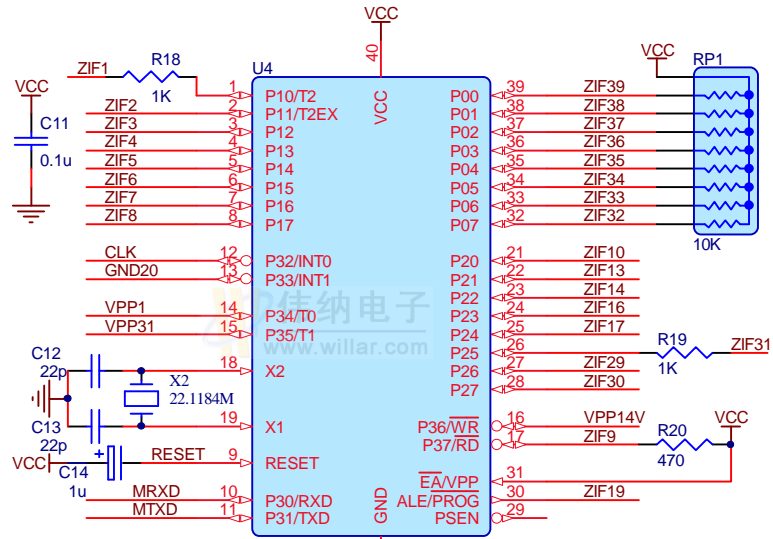 VCC
40
ZIF1
R18
1K
U4
VCC
C11
0.1u
1
P10/T2
ZIF2
2
P11/T2EX
ZIF3
3
P12
ZIF4
4
P13
ZIF5
5
P14
ZIF6
6
P15
ZIF7
7
P16
ZIF8
8
P17
CLK
12
P32/INT0
GND20
13
P33/INT1
VPP1
14
P34/T0
VPP31
15
P35/T1
18
X2
C12
22p
X2
22.1184M
C13
22p
19
X1
VCC
C14
+
1u
RESET
9
RESET
MRXD
10
P30/RXD
MTXD
11
P31/TXD
VCC
GND
伟纳电子
www.willar.com
VCC
RP1
10K
P00
39
ZIF39
P01
38
ZIF38
P02
37
ZIF37
P03
36
ZIF36
P04
35
ZIF35
P05
34
ZIF34
P06
33
ZIF33
P07
32
ZIF32
P20
21
ZIF10
P21
22
ZIF13
P22
23
ZIF14
P23
24
ZIF16
P24
25
ZIF17
P25
26
R19
1K
ZIF31
P26
27
ZIF29
P27
28
ZIF30
P36/WR
16
VPP14V
P37/RD
17
ZIF9
R20
470
VCC
EA/VPP
31
ALE/PROG
30
ZIF19
PSEN
29